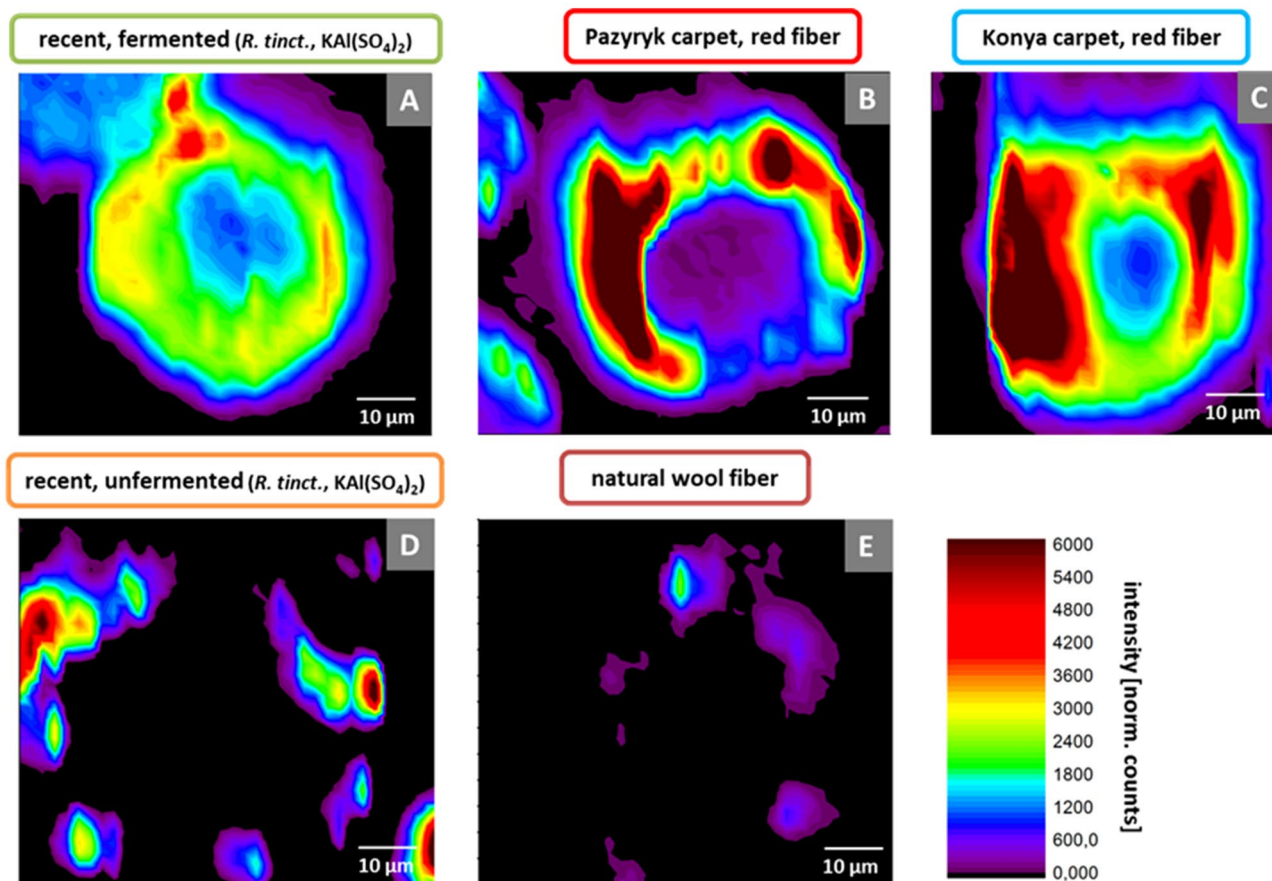 recent, fermented (R. tinct., KAl(SO₄)₂)
Pazyryk carpet, red fiber
Konya carpet, red fiber
A
B
C
10 µm
10 µm
10 µm
recent, unfermented (R. tinct., KAl(SO₄)₂)
natural wool fiber
D
E
10 µm
10 µm
6000
5400
4800
4200
3600
3000
2400
1800
1200
600,0
0,000
intensity [norm. counts]